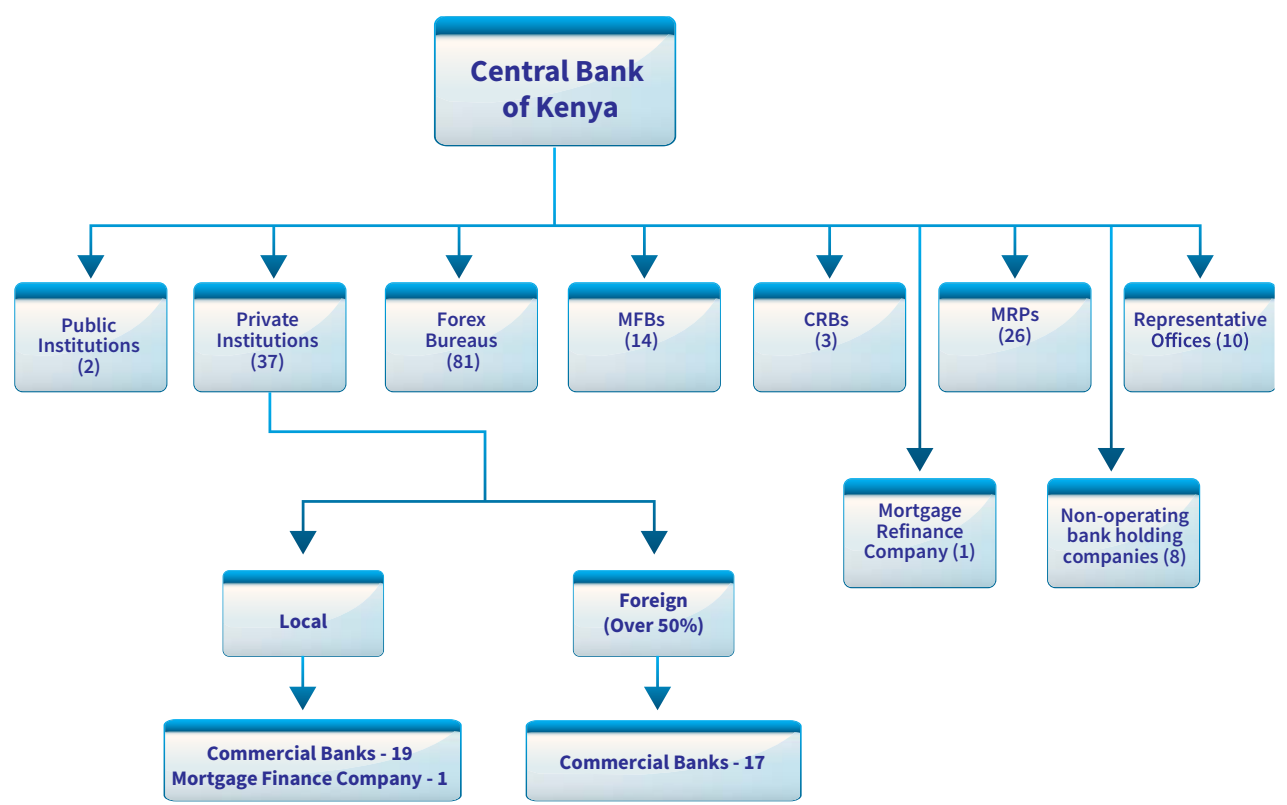 Central Bank
of Kenya
Public
Institutions
(2)
Private
Institutions
(37)
Forex
Bureaus
(81)
MFBs
(14)
CRBs
(3)
MRPs
(26)
Representative
Offices (10)
Mortgage
Refinance
Company (1)
Non-operating
bank holding
companies (8)
Local
Foreign
(Over 50%)
Commercial Banks - 19
Mortgage Finance Company - 1
Commercial Banks - 17